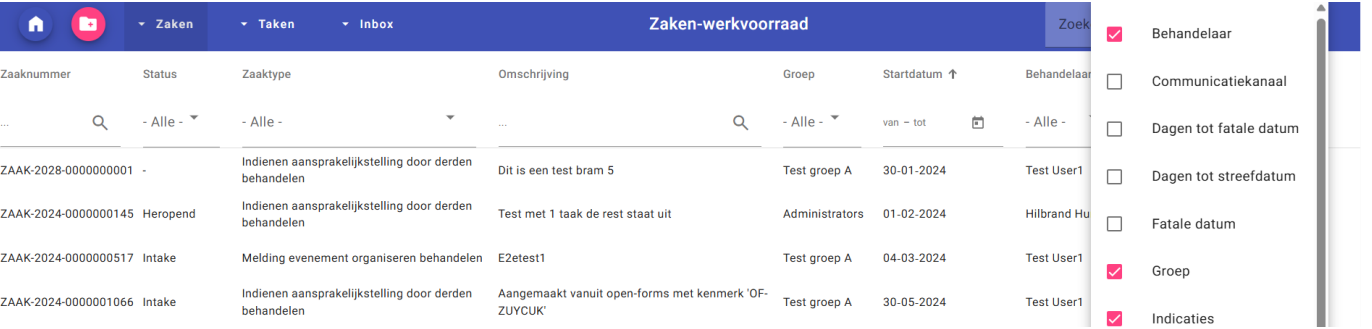 Zaken Taken Inbox Zaken-werkvoorraad Zoek
Zaaknummer Status Zaaktype Omschrijving Groep Startdatum Behandelaar
... - Alle - - Alle - ... - Alle - van – tot - Alle -
ZAAK-2028-0000000001 - Indienen aansprakelijkstelling door derden behandelen Dit is een test bram 5 Test groep A 30-01-2024 Test User1
ZAAK-2024-0000000145 Heropend Indienen aansprakelijkstelling door derden behandelen Test met 1 taak de rest staat uit Administrators 01-02-2024 Hilbrand Hu
ZAAK-2024-0000000517 Intake Melding evenement organiseren behandelen E2etest1 Test groep A 04-03-2024 Test User1
ZAAK-2024-0000001066 Intake Indienen aansprakelijkstelling door derden behandelen Aangemaakt vanuit open-forms met kenmerk 'OF-ZUYCUK' Test groep A 30-05-2024 Test User1
Behandelaar
Communicatiekanaal
Dagen tot fatale datum
Dagen tot streefdatum
Fatale datum
Groep
Indicaties